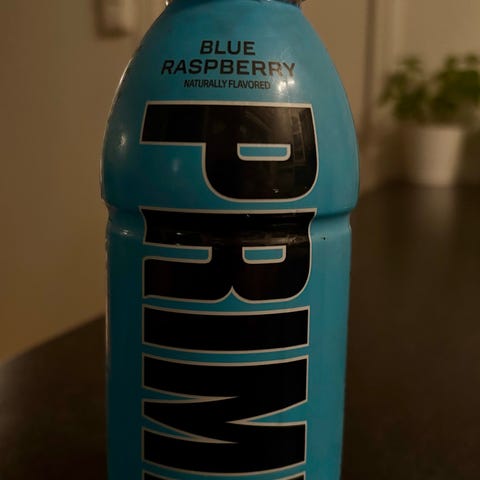 BLUE
RASPBERRY
NATURALLY FLAVORED
PRIM